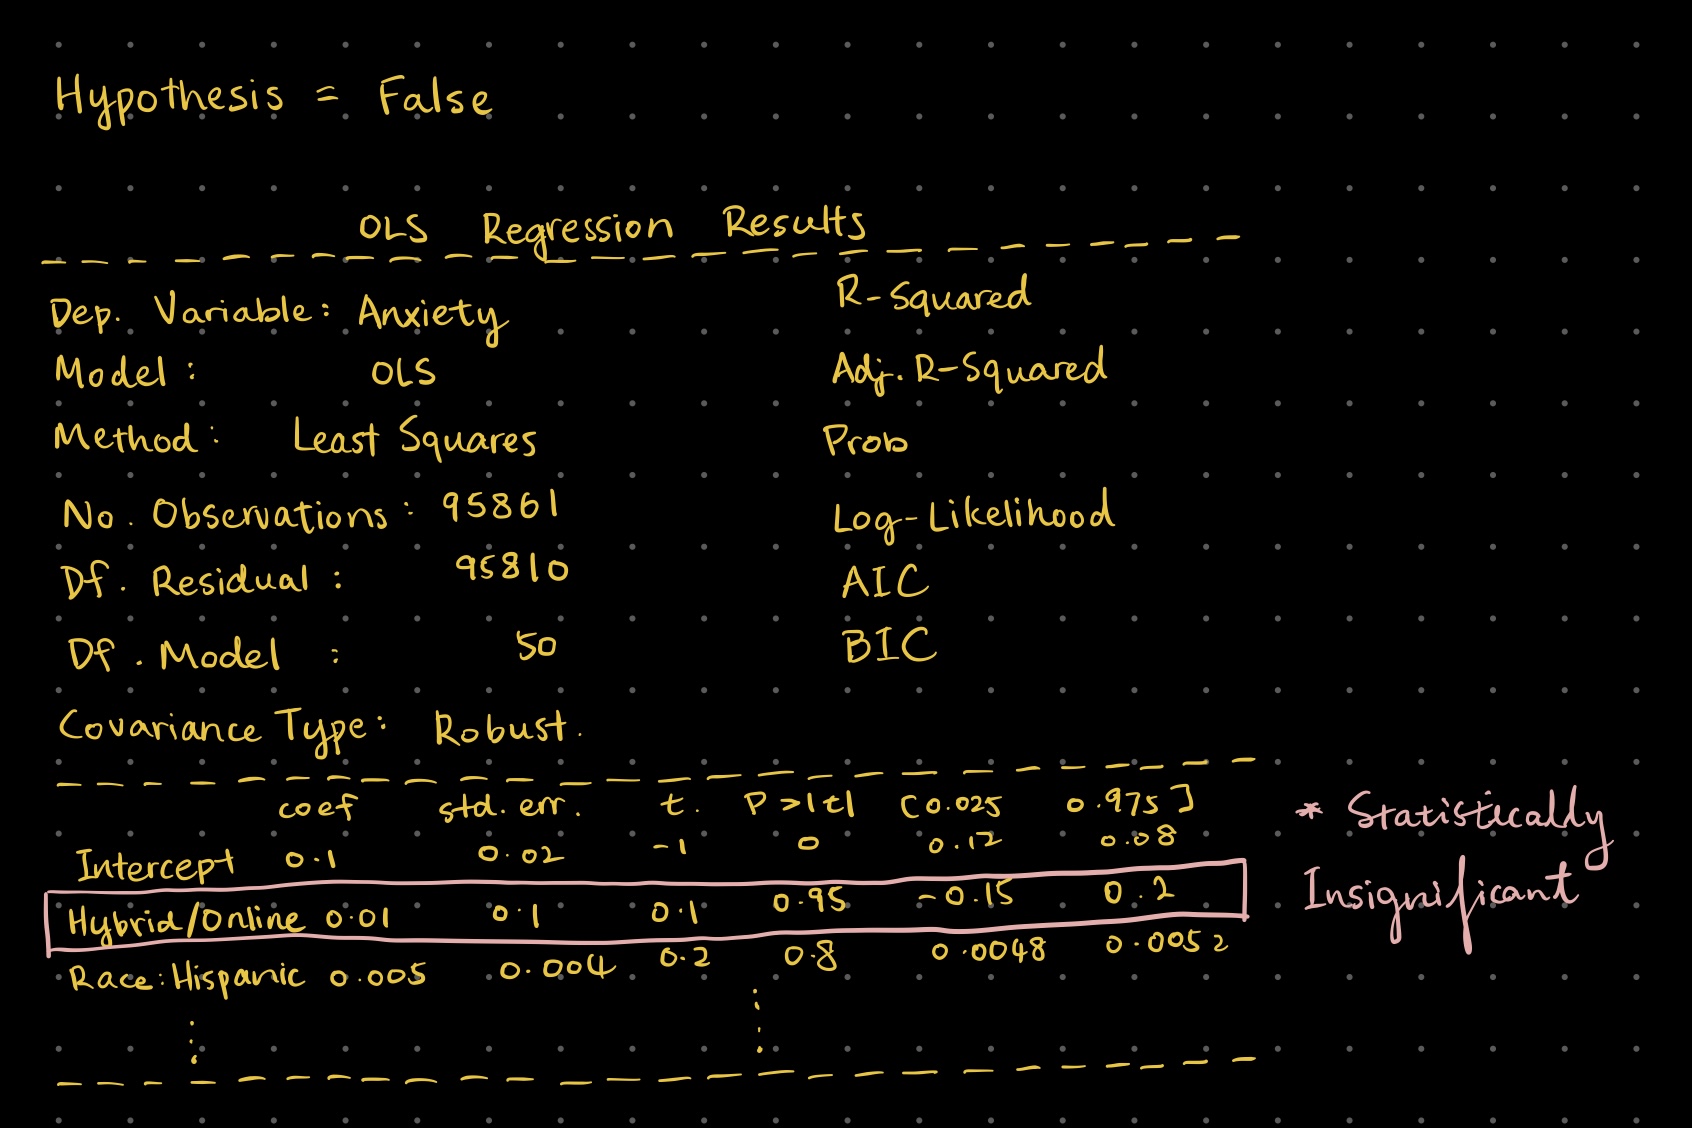 Hypothesis = False
OLS Regression Results
Dep. Variable: Anxiety R-Squared
Model: OLS Adj. R-Squared
Method: Least Squares Prob
No. Observations: 95861 Log-Likelihood
Df. Residual: 95810 AIC
Df. Model: 50 BIC
Covariance Type: Robust.
coef std. err. t. P>|t| [0.025 0.975]
Intercept 0.1 0.02 -1 0 0.12 0.08
Hybrid/Online 0.01 0.1 0.1 0.95 -0.15 0.2
Race: Hispanic 0.005 0.004 0.2 0.8 0.0048 0.0052
* Statistically
Insignificant